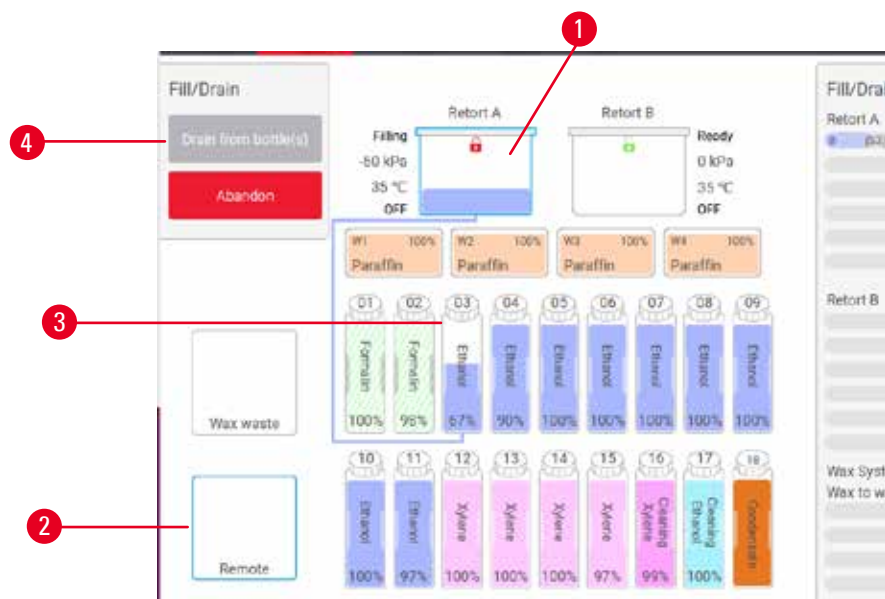 1
Fill/Drain
4
Drain from bottle(s)
Abandon
Retort A
Retort B
Filling
-60 kPa
35 °C
OFF
Ready
0 kPa
35 °C
OFF
W1 100%
Paraffin
W2 100%
Paraffin
W3 100%
Paraffin
W4 100%
Paraffin
3
01 02 03 04 05 06 07 08 09
Formalin
Formalin
Ethanol
Ethanol
Ethanol
Ethanol
Ethanol
Ethanol
Ethanol
100% 98% 67% 90% 100% 100% 100% 100% 100%
Wax waste
2
Remote
10 11 12 13 14 15 16 17 18
Ethanol
Ethanol
Xylene
Xylene
Xylene
Xylene
Cleaning
Xylene
Cleaning
Ethanol
Condensate
100% 97% 100% 100% 100% 97% 99% 100%
Fill/Drai
Retort A
Retort B
Wax Syst
Wax to w